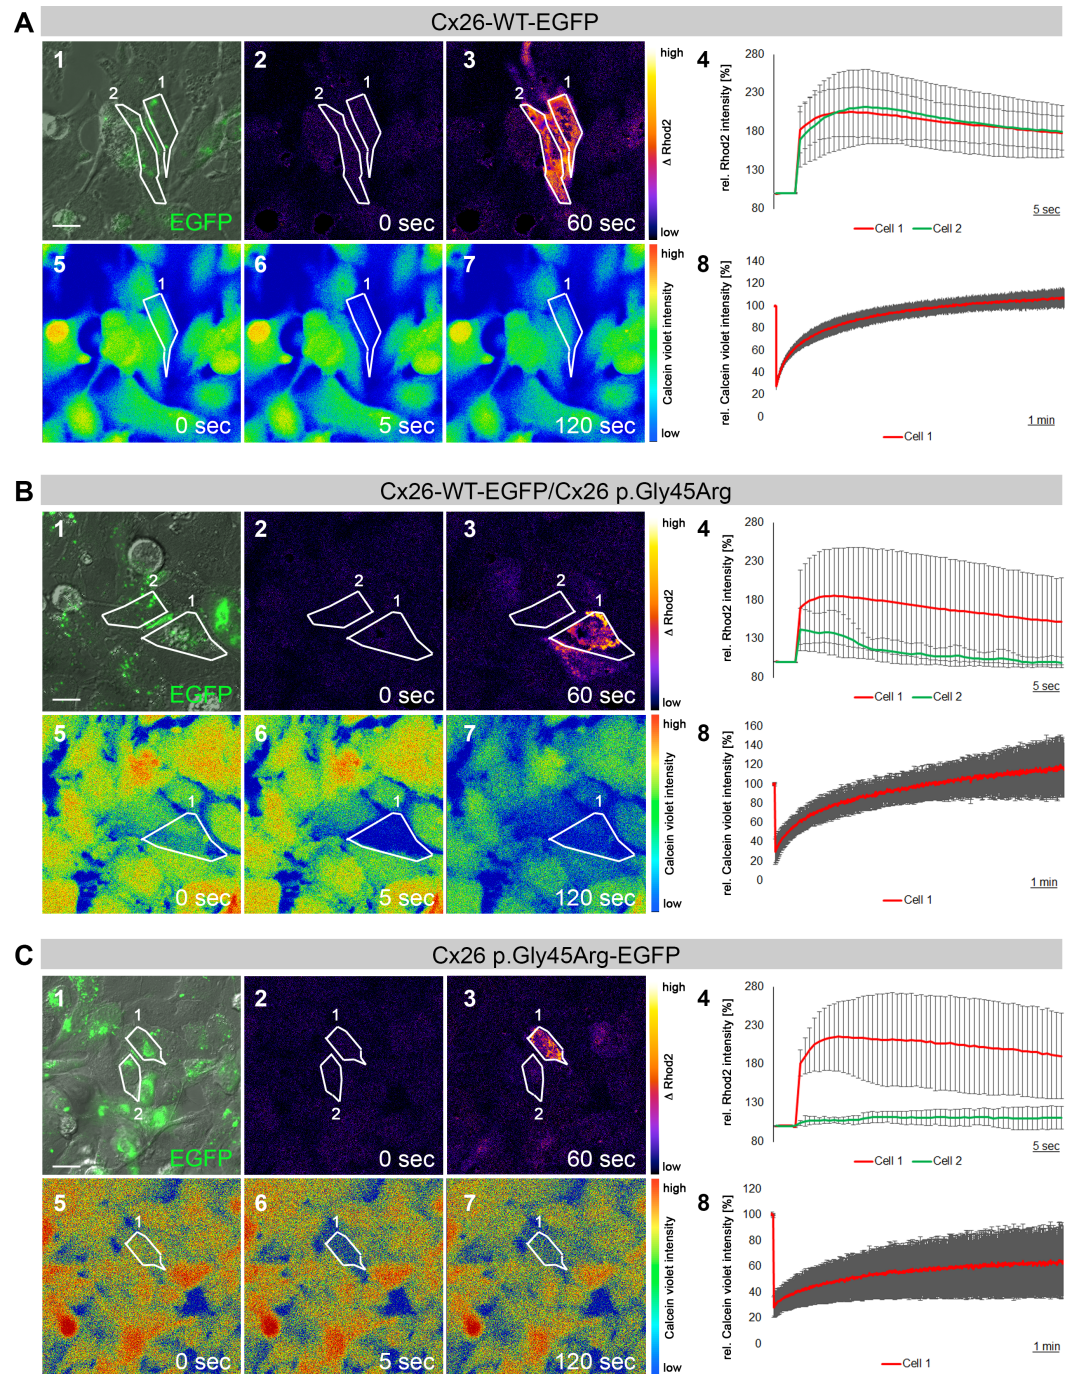 A
Cx26-WT-EGFP
1
2
1
EGFP
2
2
1
0 sec
3
2
1
60 sec
high
Δ Rhod2
low
4
rel. Rhod2 intensity [%]
280
230
180
130
80
5 sec
Cell 1
Cell 2
5
1
0 sec
6
1
5 sec
7
1
120 sec
high
Calcein violet intensity
low
8
rel. Calcein violet intensity [%]
140
120
100
80
60
40
20
0
1 min
Cell 1
B
Cx26-WT-EGFP/Cx26 p.Gly45Arg
1
2
1
EGFP
2
2
1
0 sec
3
2
1
60 sec
high
Δ Rhod2
low
4
rel. Rhod2 intensity [%]
280
230
180
130
80
5 sec
Cell 1
Cell 2
5
1
0 sec
6
1
5 sec
7
1
120 sec
high
Calcein violet intensity
low
8
rel. Calcein violet intensity [%]
160
140
120
100
80
60
40
20
0
1 min
Cell 1
C
Cx26 p.Gly45Arg-EGFP
1
1
2
EGFP
2
1
2
0 sec
3
1
2
60 sec
high
Δ Rhod2
low
4
rel. Rhod2 intensity [%]
280
230
180
130
80
5 sec
Cell 1
Cell 2
5
1
0 sec
6
1
5 sec
7
1
120 sec
high
Calcein violet intensity
low
8
rel. Calcein violet intensity [%]
120
100
80
60
40
20
0
1 min
Cell 1